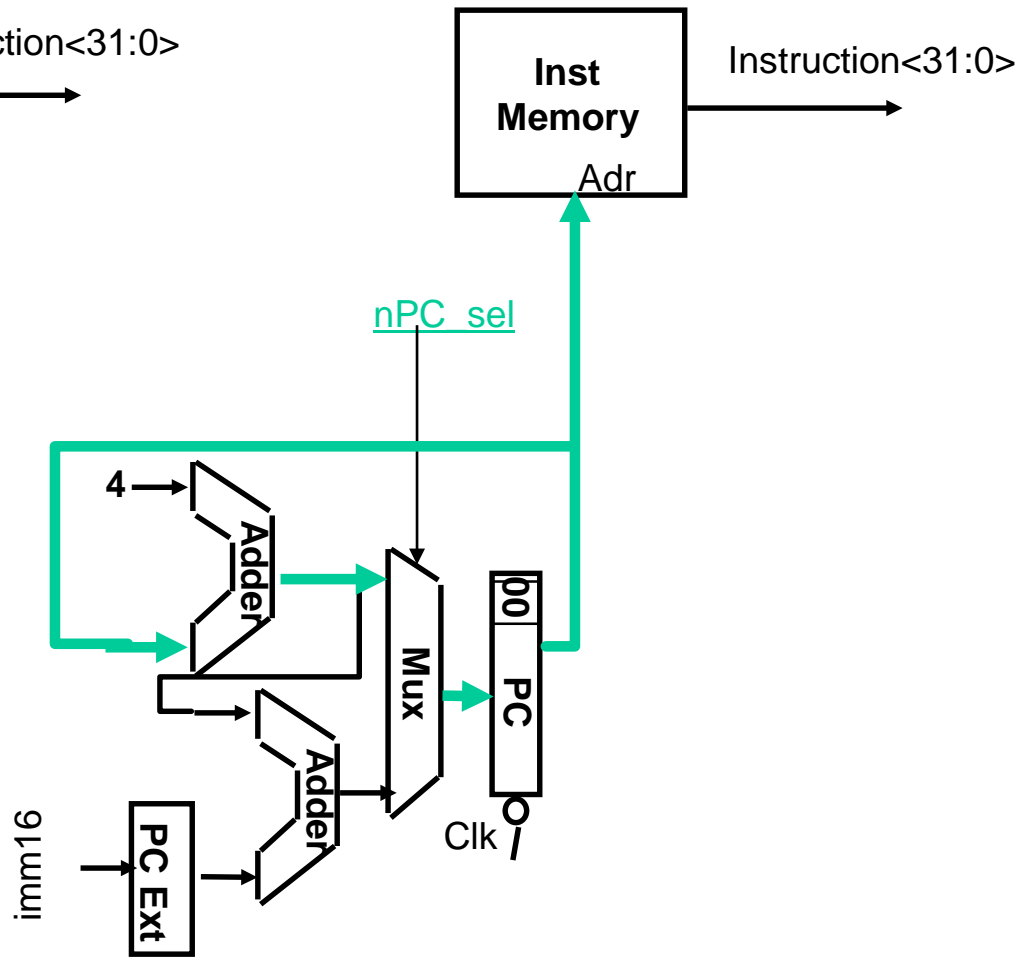 ction<31:0>
Inst
Memory
Adr
Instruction<31:0>
nPC_sel
4
Adder
00
Mux
PC
Adder
Clk
imm16
PC Ext